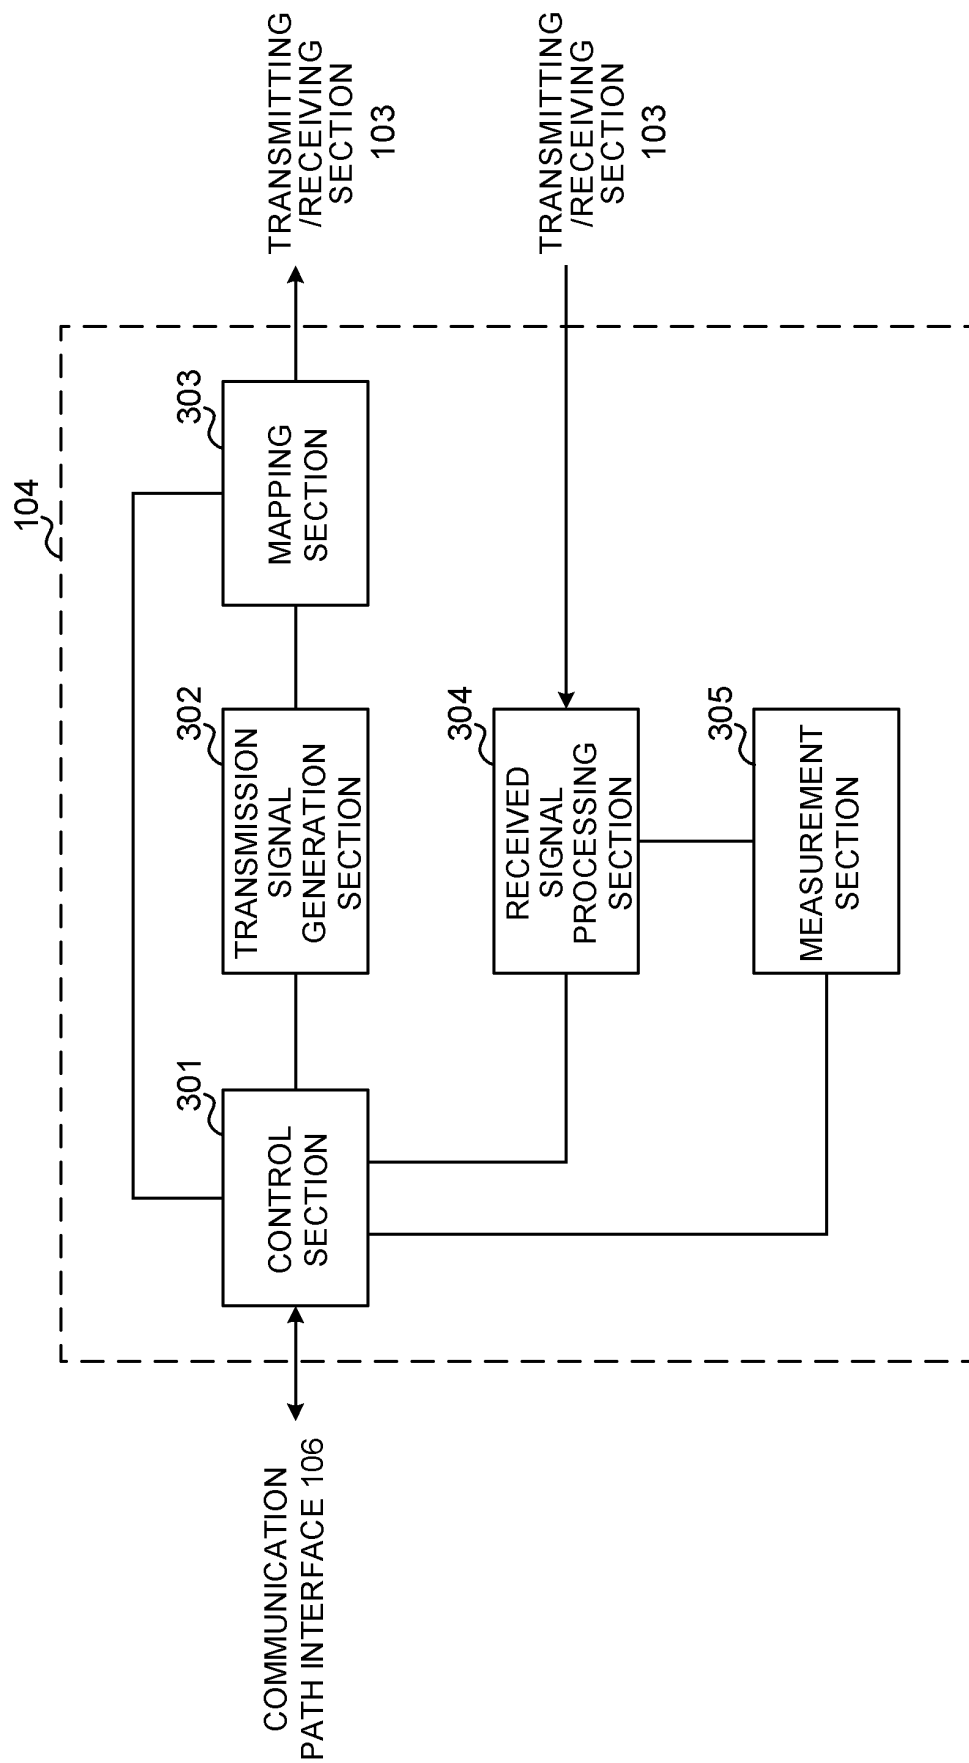 104
COMMUNICATION
PATH INTERFACE 106
301
CONTROL
SECTION
302
TRANSMISSION
SIGNAL
GENERATION
SECTION
303
MAPPING
SECTION
TRANSMITTING
/RECEIVING
SECTION
103
304
RECEIVED
SIGNAL
PROCESSING
SECTION
TRANSMITTING
/RECEIVING
SECTION
103
305
MEASUREMENT
SECTION